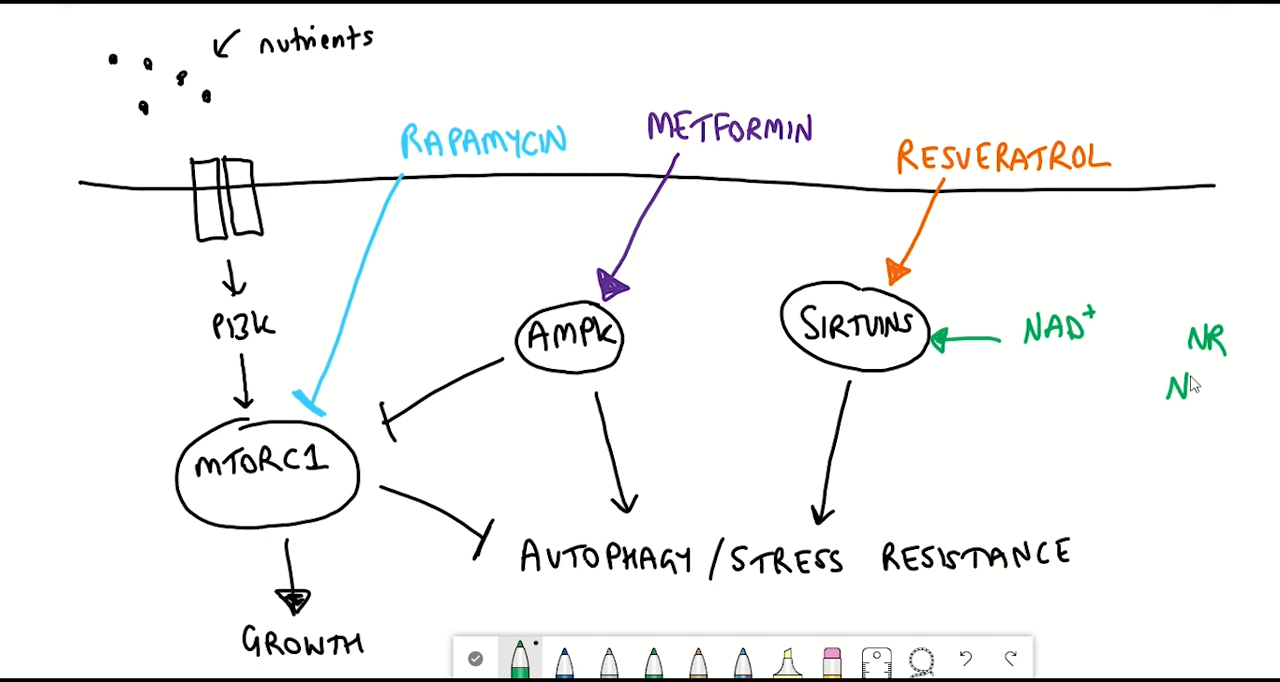 nutrients
RAPAMYCIN
METFORMIN
RESVERATROL
PI3K
AMPK
SIRTUINS
NAD+
NR
N
mTORC1
AUTOPHAGY / STRESS RESISTANCE
GROWTH